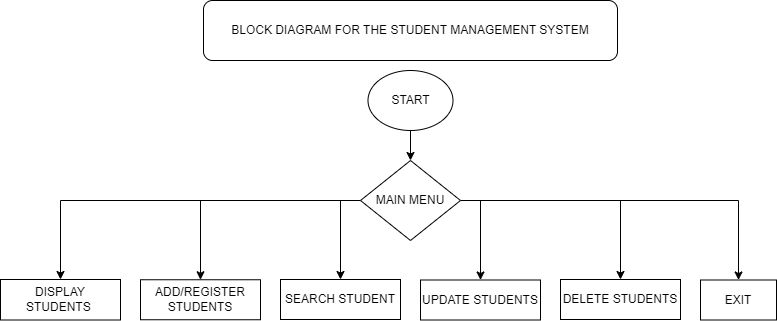 BLOCK DIAGRAM FOR THE STUDENT MANAGEMENT SYSTEM
START
MAIN MENU
DISPLAY
STUDENTS
ADD/REGISTER
STUDENTS
SEARCH STUDENT
UPDATE STUDENTS
DELETE STUDENTS
EXIT